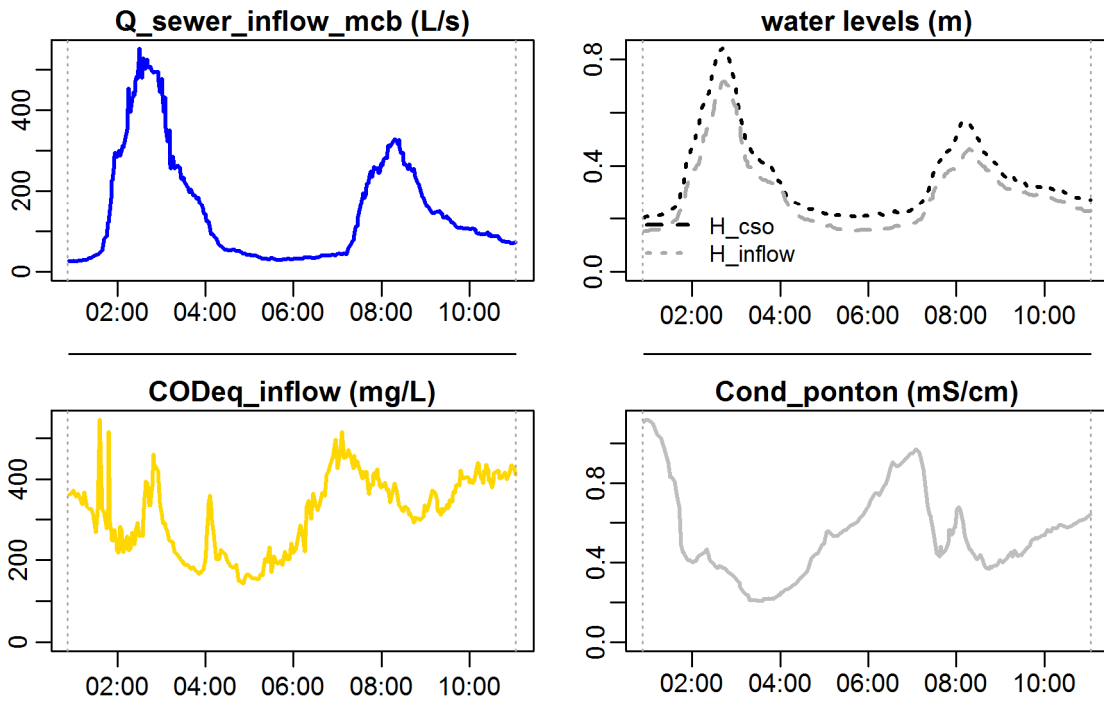 Q_sewer_inflow_mcb (L/s)
0
200
400
02:00 04:00 06:00 08:00 10:00
water levels (m)
0.0
0.4
0.8
H_cso
H_inflow
02:00 04:00 06:00 08:00 10:00
CODeq_inflow (mg/L)
0
200
400
02:00 04:00 06:00 08:00 10:00
Cond_ponton (mS/cm)
0.0
0.4
0.8
02:00 04:00 06:00 08:00 10:00